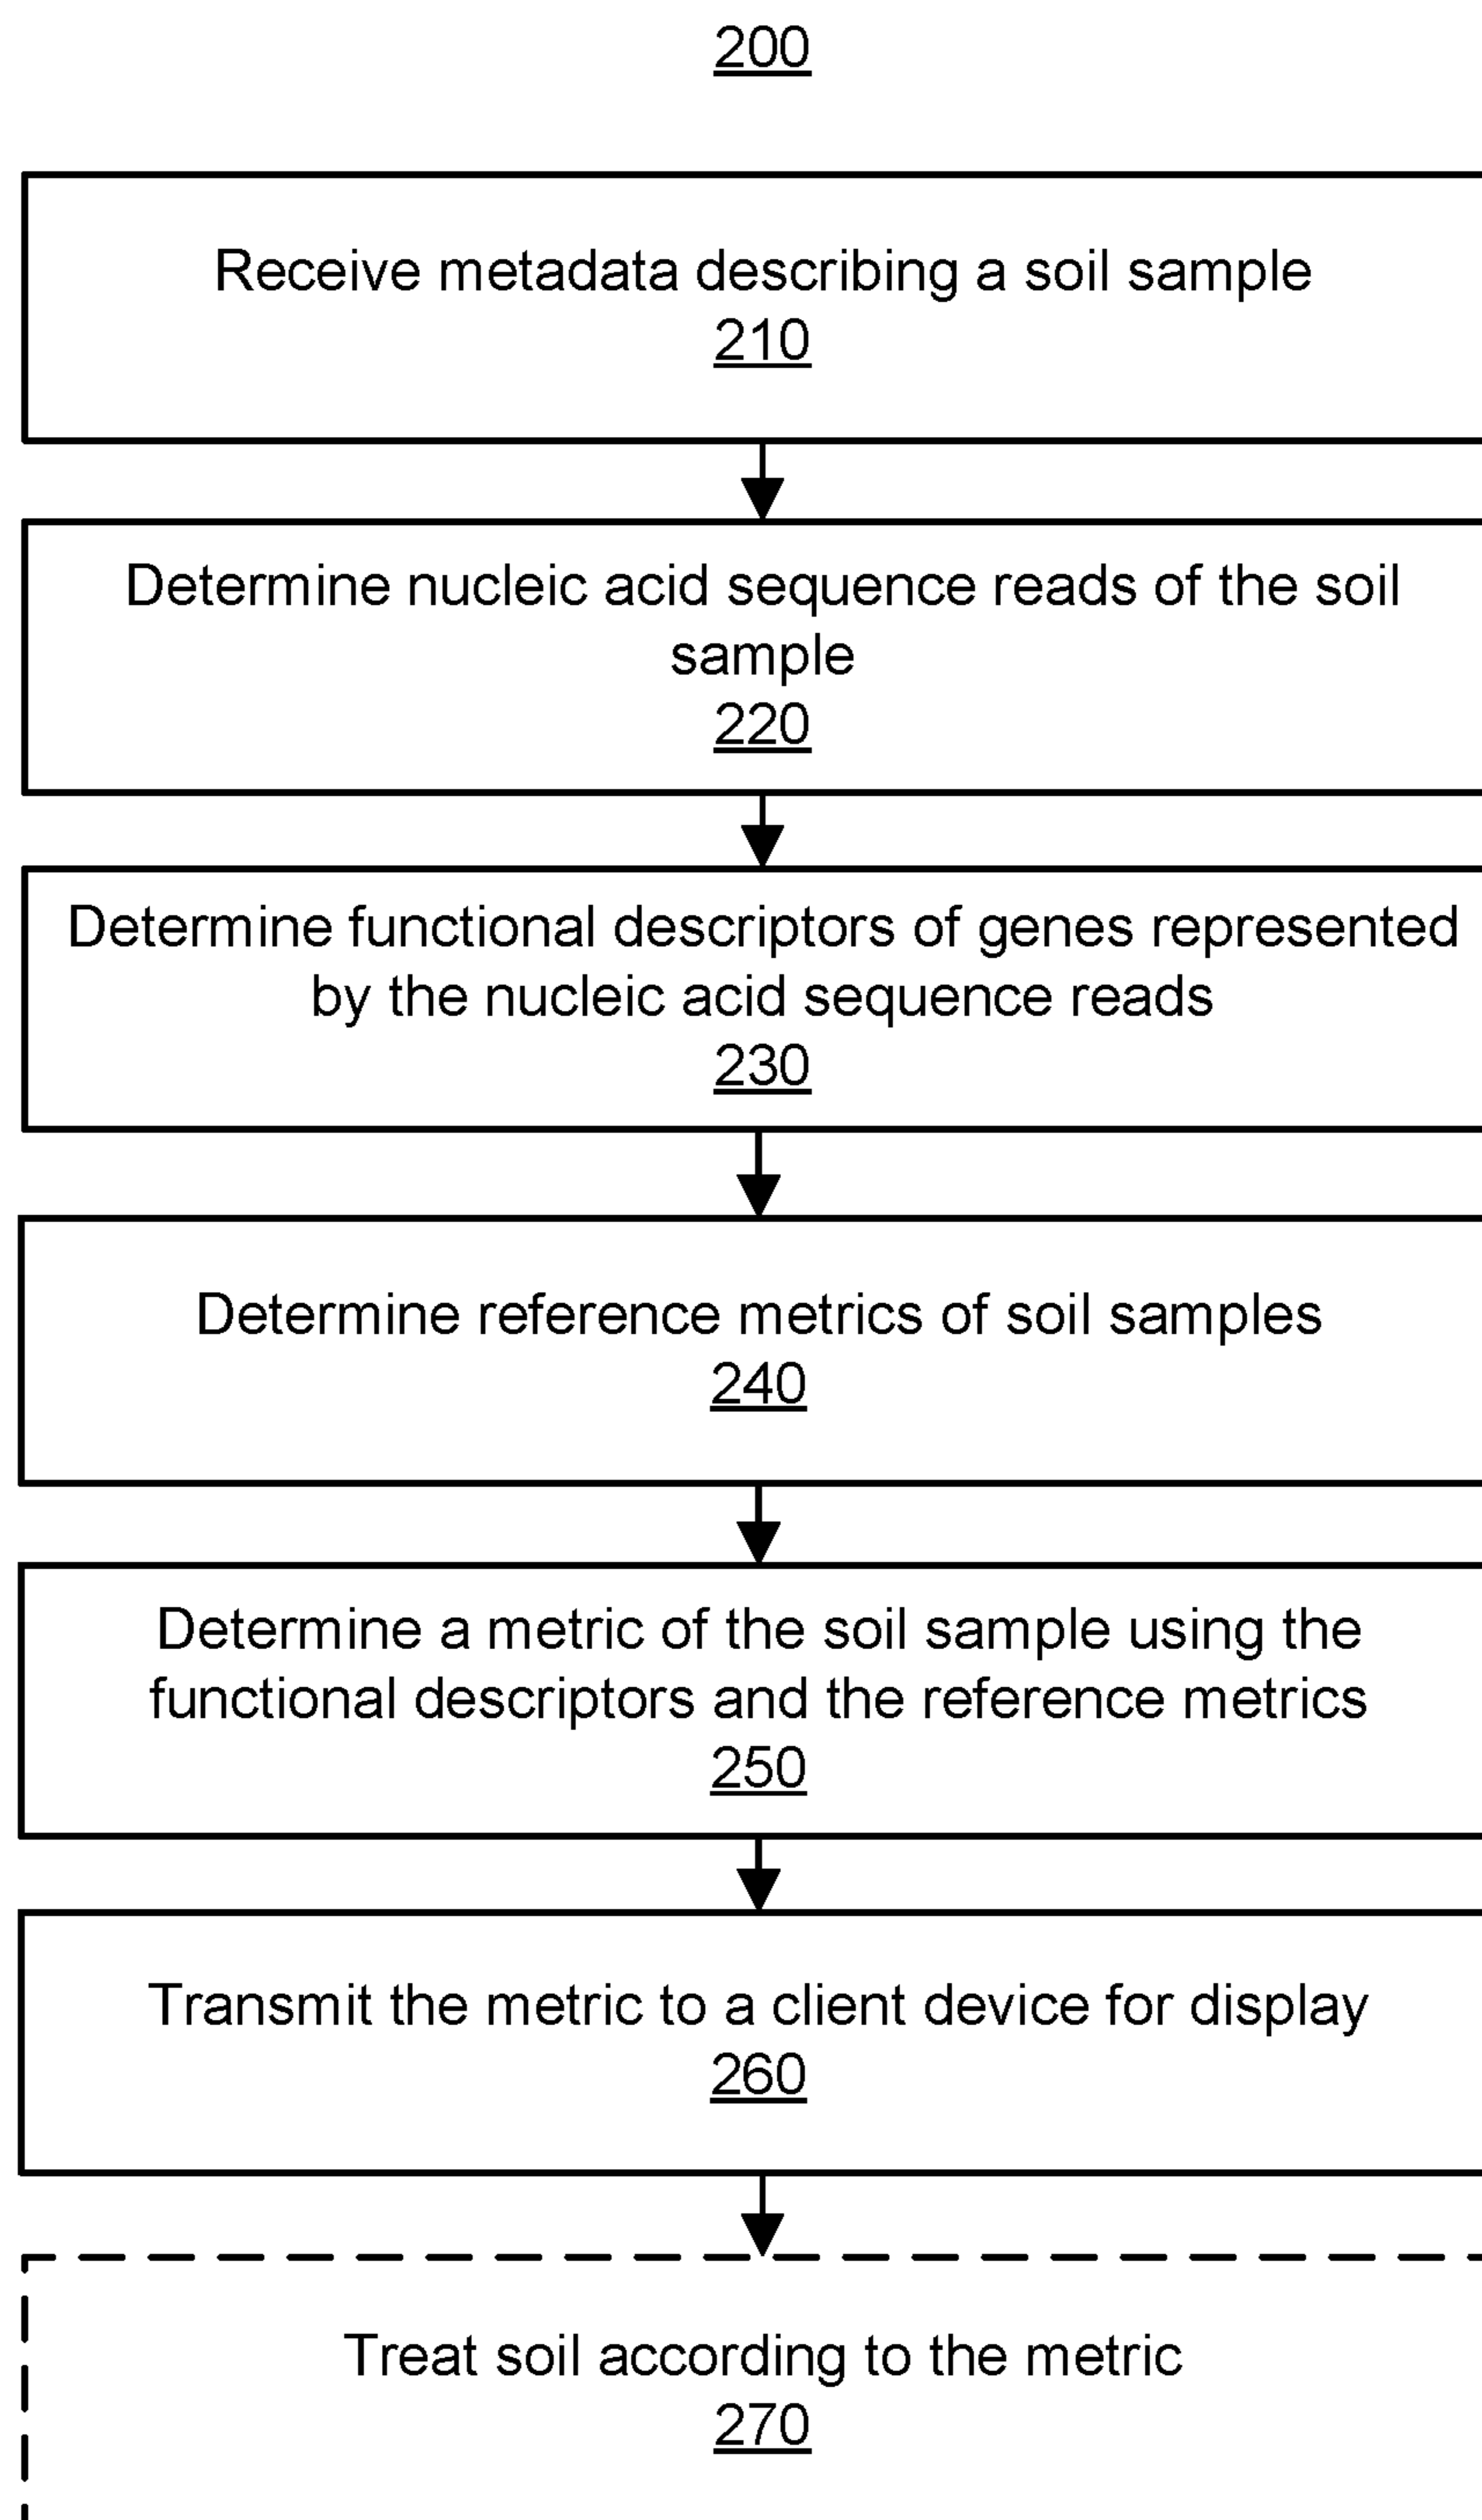 200
Receive metadata describing a soil sample
210
Determine nucleic acid sequence reads of the soil
sample
220
Determine functional descriptors of genes represented
by the nucleic acid sequence reads
230
Determine reference metrics of soil samples
240
Determine a metric of the soil sample using the
functional descriptors and the reference metrics
250
Transmit the metric to a client device for display
260
Treat soil according to the metric
270